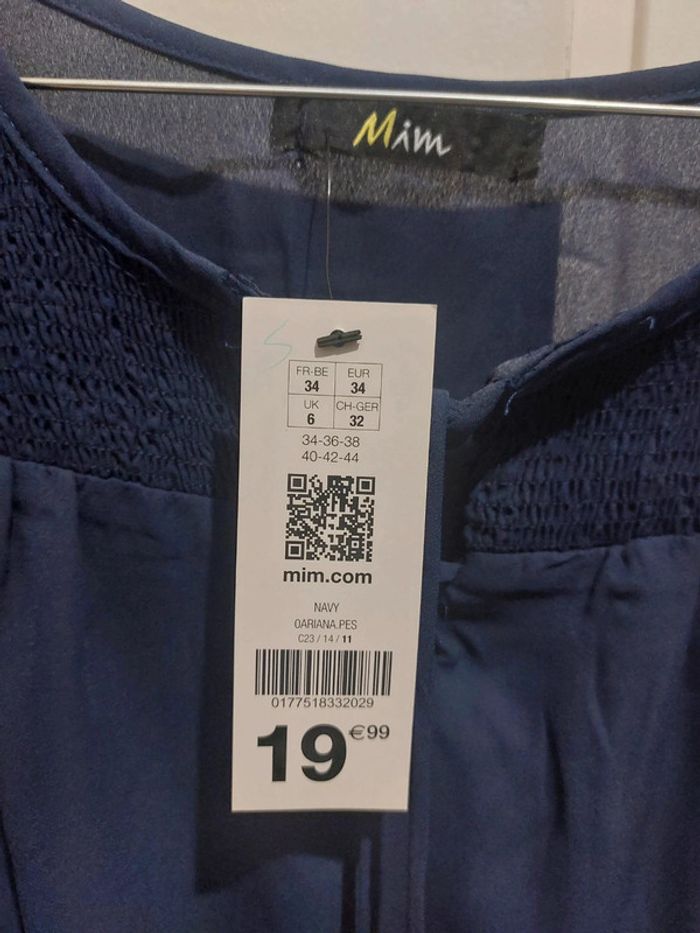 Mim
S
FR-BE EUR
34 34
UK CH-GER
6 32
34-36-38
40-42-44
mim.com
NAVY
OARIANA.PES
C23 / 14 / 11
0177518332029
19€99